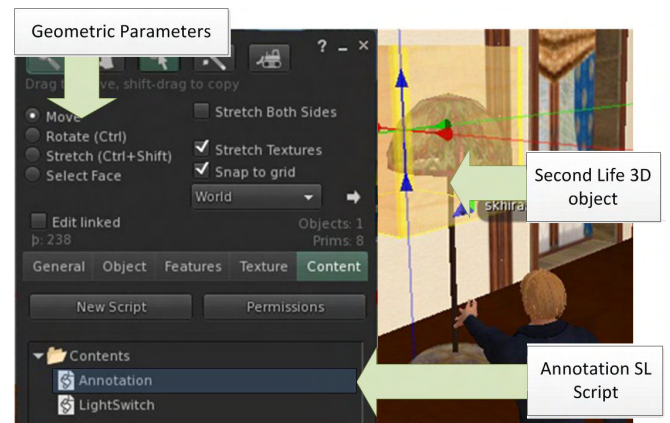 Geometric Parameters
? _ ×
Drag to move, shift-drag to copy
Move
Rotate (Ctrl)
Stretch (Ctrl+Shift)
Select Face
Stretch Both Sides
Stretch Textures
Snap to grid
World
Edit linked
þ: 238
Objects: 1
Prims: 8
General Object Features Texture Content
New Script Permissions
Contents
Annotation
LightSwitch
Second Life 3D
object
skhira
Annotation SL
Script